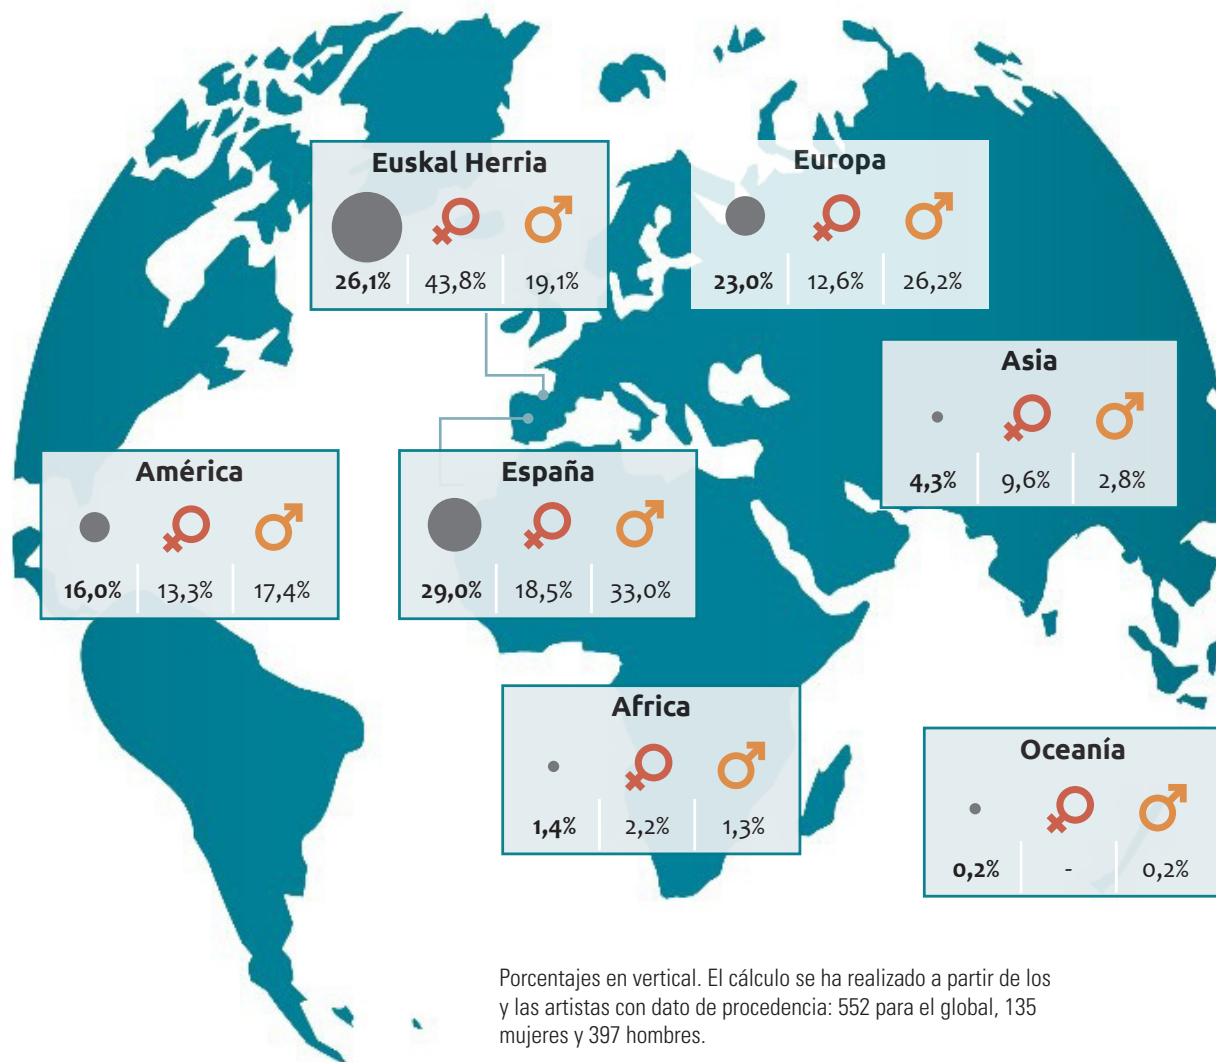 Euskal Herria
26,1% 43,8% 19,1%
Europa
23,0% 12,6% 26,2%
Asia
4,3% 9,6% 2,8%
América
16,0% 13,3% 17,4%
España
29,0% 18,5% 33,0%
Africa
1,4% 2,2% 1,3%
Oceanía
0,2% - 0,2%
Porcentajes en vertical. El cálculo se ha realizado a partir de los
y las artistas con dato de procedencia: 552 para el global, 135
mujeres y 397 hombres.